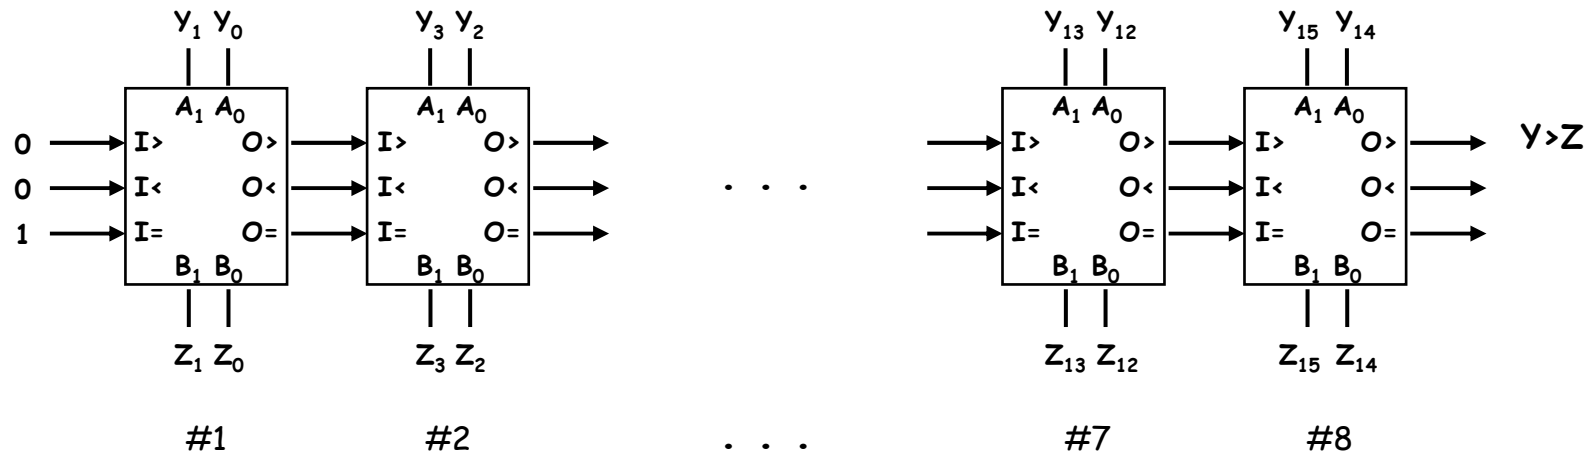 Y₁ Y₀ Y₃ Y₂ Y₁₃ Y₁₂ Y₁₅ Y₁₄
A₁ A₀ A₁ A₀ A₁ A₀ A₁ A₀
0 I> O> I> O> I> O> I> O> Y>Z
0 I< O< I< O< . . . I< O< I< O<
1 I= O= I= O= I= O= I= O=
B₁ B₀ B₁ B₀ B₁ B₀ B₁ B₀
Z₁ Z₀ Z₃ Z₂ Z₁₃ Z₁₂ Z₁₅ Z₁₄
#1 #2 . . . #7 #8